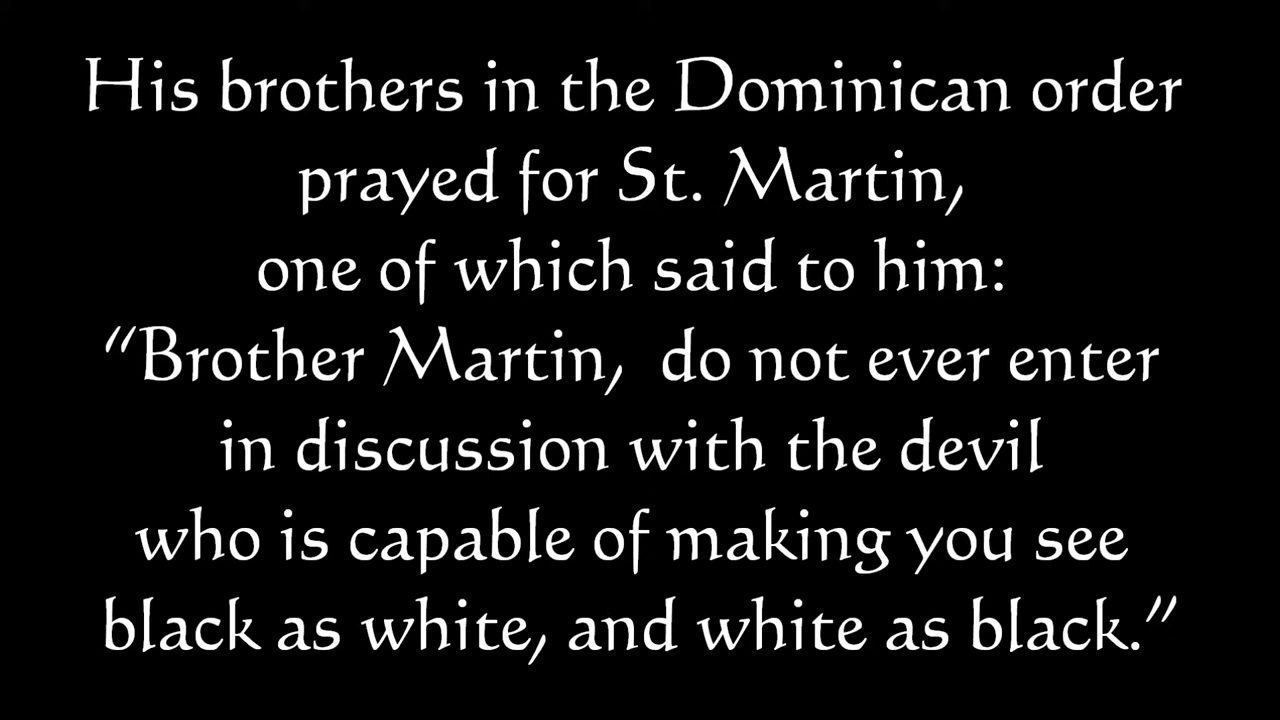 His brothers in the Dominican order
prayed for St. Martin,
one of which said to him:
“Brother Martin,  do not ever enter
in discussion with the devil
who is capable of making you see
black as white, and white as black.”